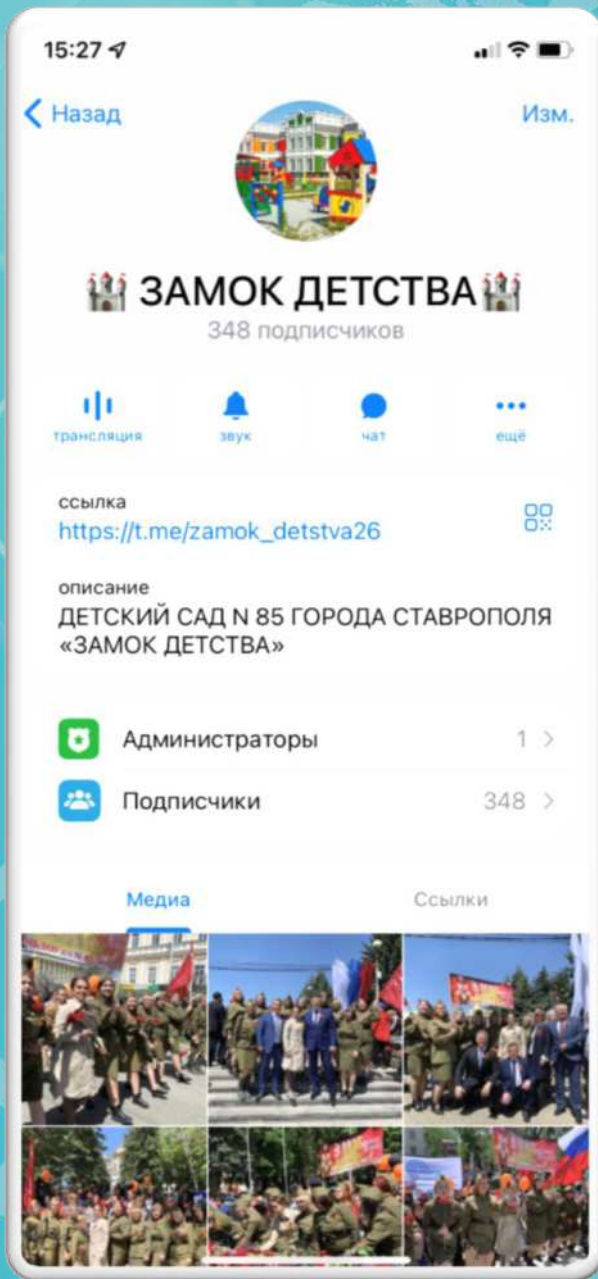 15:27
Назад
Изм.
ЗАМОК ДЕТСТВА
348 подписчиков
трансляция
звук
чат
ещё
ссылка
https://t.me/zamok_detstva26
описание
ДЕТСКИЙ САД N 85 ГОРОДА СТАВРОПОЛЯ
«ЗАМОК ДЕТСТВА»
Администраторы 1
Подписчики 348
Медиа
Ссылки